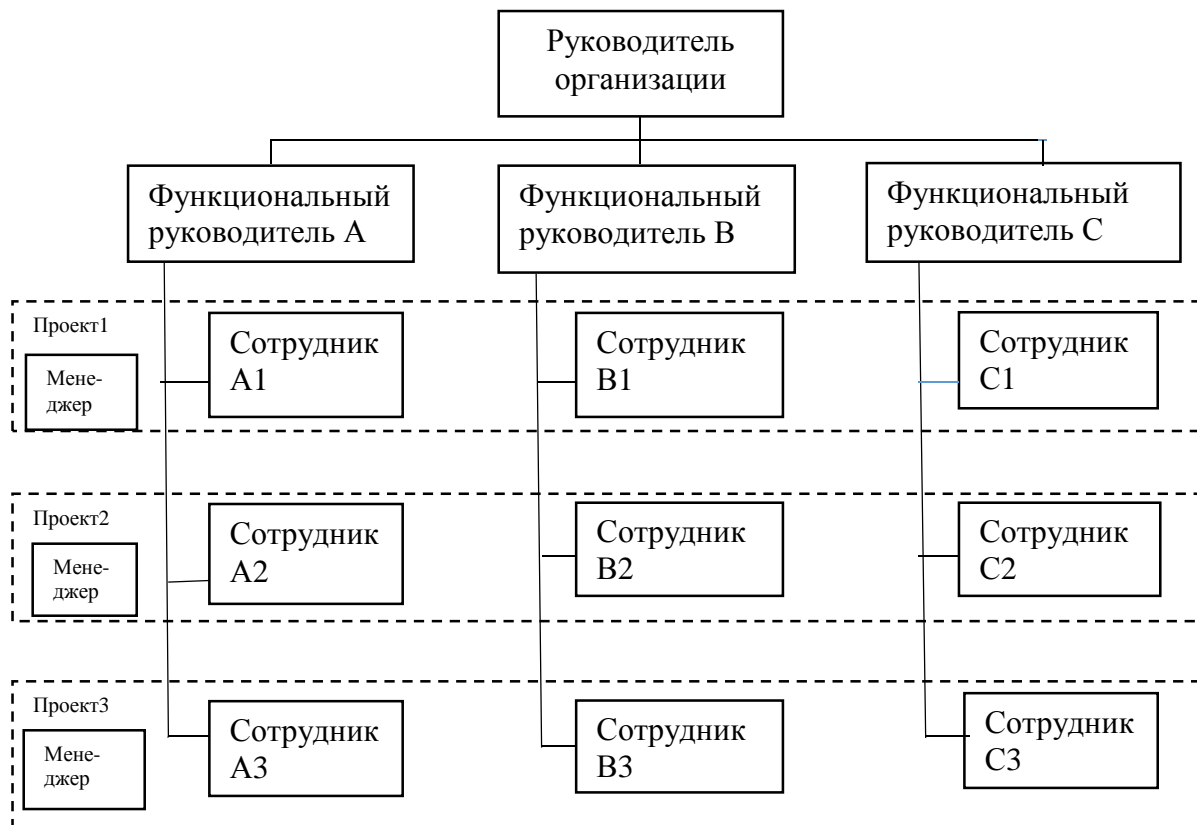 Руководитель
организации
Функциональный
руководитель А
Функциональный
руководитель В
Функциональный
руководитель С
Проект1
Мене-
джер
Сотрудник
А1
Сотрудник
В1
Сотрудник
С1
Проект2
Мене-
джер
Сотрудник
А2
Сотрудник
В2
Сотрудник
С2
Проект3
Мене-
джер
Сотрудник
А3
Сотрудник
В3
Сотрудник
С3